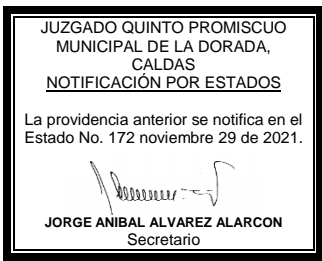 JUZGADO QUINTO PROMISCUO
MUNICIPAL DE LA DORADA,
CALDAS
NOTIFICACIÓN POR ESTADOS
La providencia anterior se notifica en el
Estado No. 172 noviembre 29 de 2021.
JORGE ANIBAL ALVAREZ ALARCON
Secretario